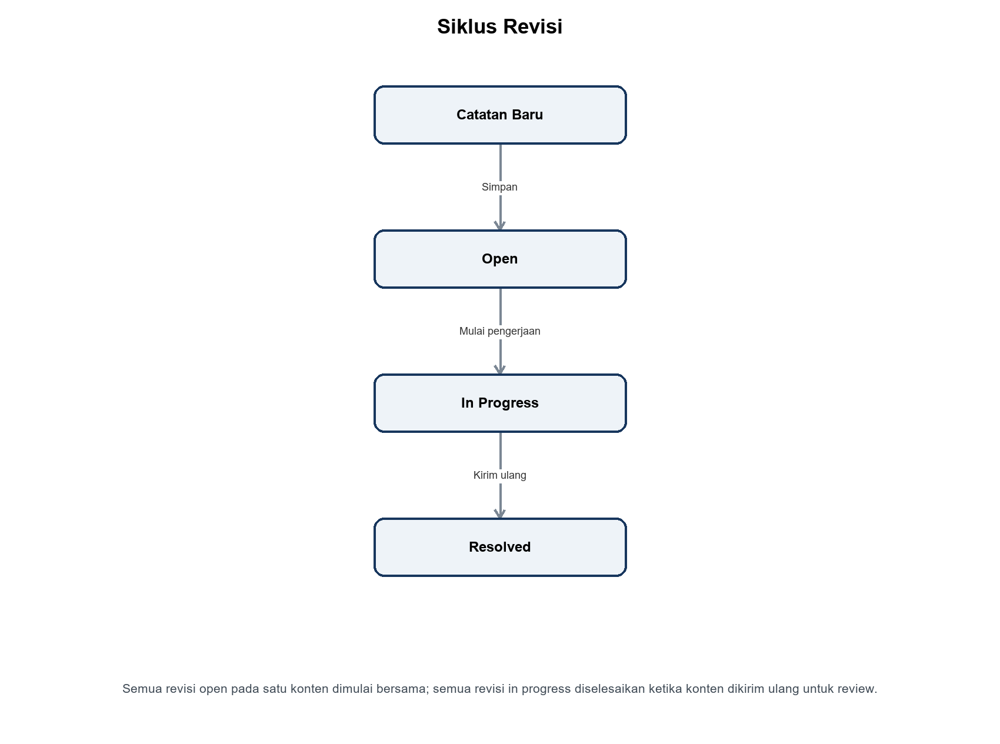 Siklus Revisi
Catatan Baru
Simpan
Open
Mulai pengerjaan
In Progress
Kirim ulang
Resolved
Semua revisi open pada satu konten dimulai bersama; semua revisi in progress diselesaikan ketika konten dikirim ulang untuk review.